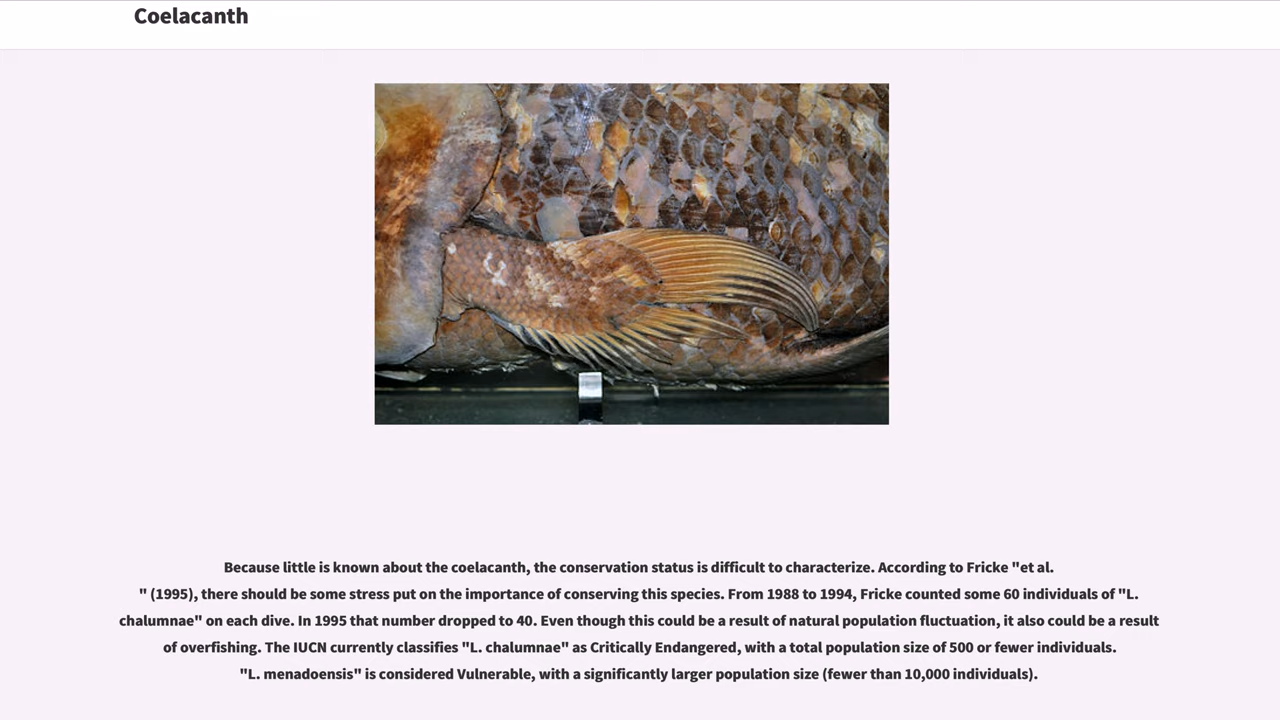 Coelacanth
Because little is known about the coelacanth, the conservation status is difficult to characterize. According to Fricke "et al.
" (1995), there should be some stress put on the importance of conserving this species. From 1988 to 1994, Fricke counted some 60 individuals of "L.
chalumnae" on each dive. In 1995 that number dropped to 40. Even though this could be a result of natural population fluctuation, it also could be a result
of overfishing. The IUCN currently classifies "L. chalumnae" as Critically Endangered, with a total population size of 500 or fewer individuals.
"L. menadoensis" is considered Vulnerable, with a significantly larger population size (fewer than 10,000 individuals).